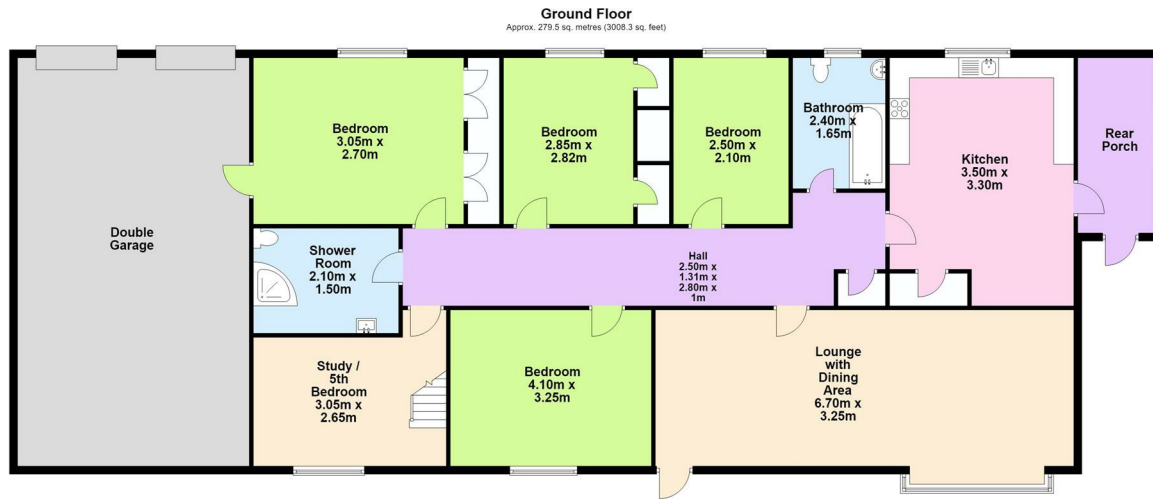 Ground Floor
Approx. 279.5 sq. metres (3008.3 sq. feet)
Double
Garage
Bedroom
3.05m x
2.70m
Bedroom
2.85m x
2.82m
Bedroom
2.50m x
2.10m
Bathroom
2.40m x
1.65m
Kitchen
3.50m x
3.30m
Rear
Porch
Shower
Room
2.10m x
1.50m
Hall
2.50m x
1.31m x
2.80m x
1m
Study /
5th
Bedroom
3.05m x
2.65m
Bedroom
4.10m x
3.25m
Lounge
with
Dining
Area
6.70m x
3.25m